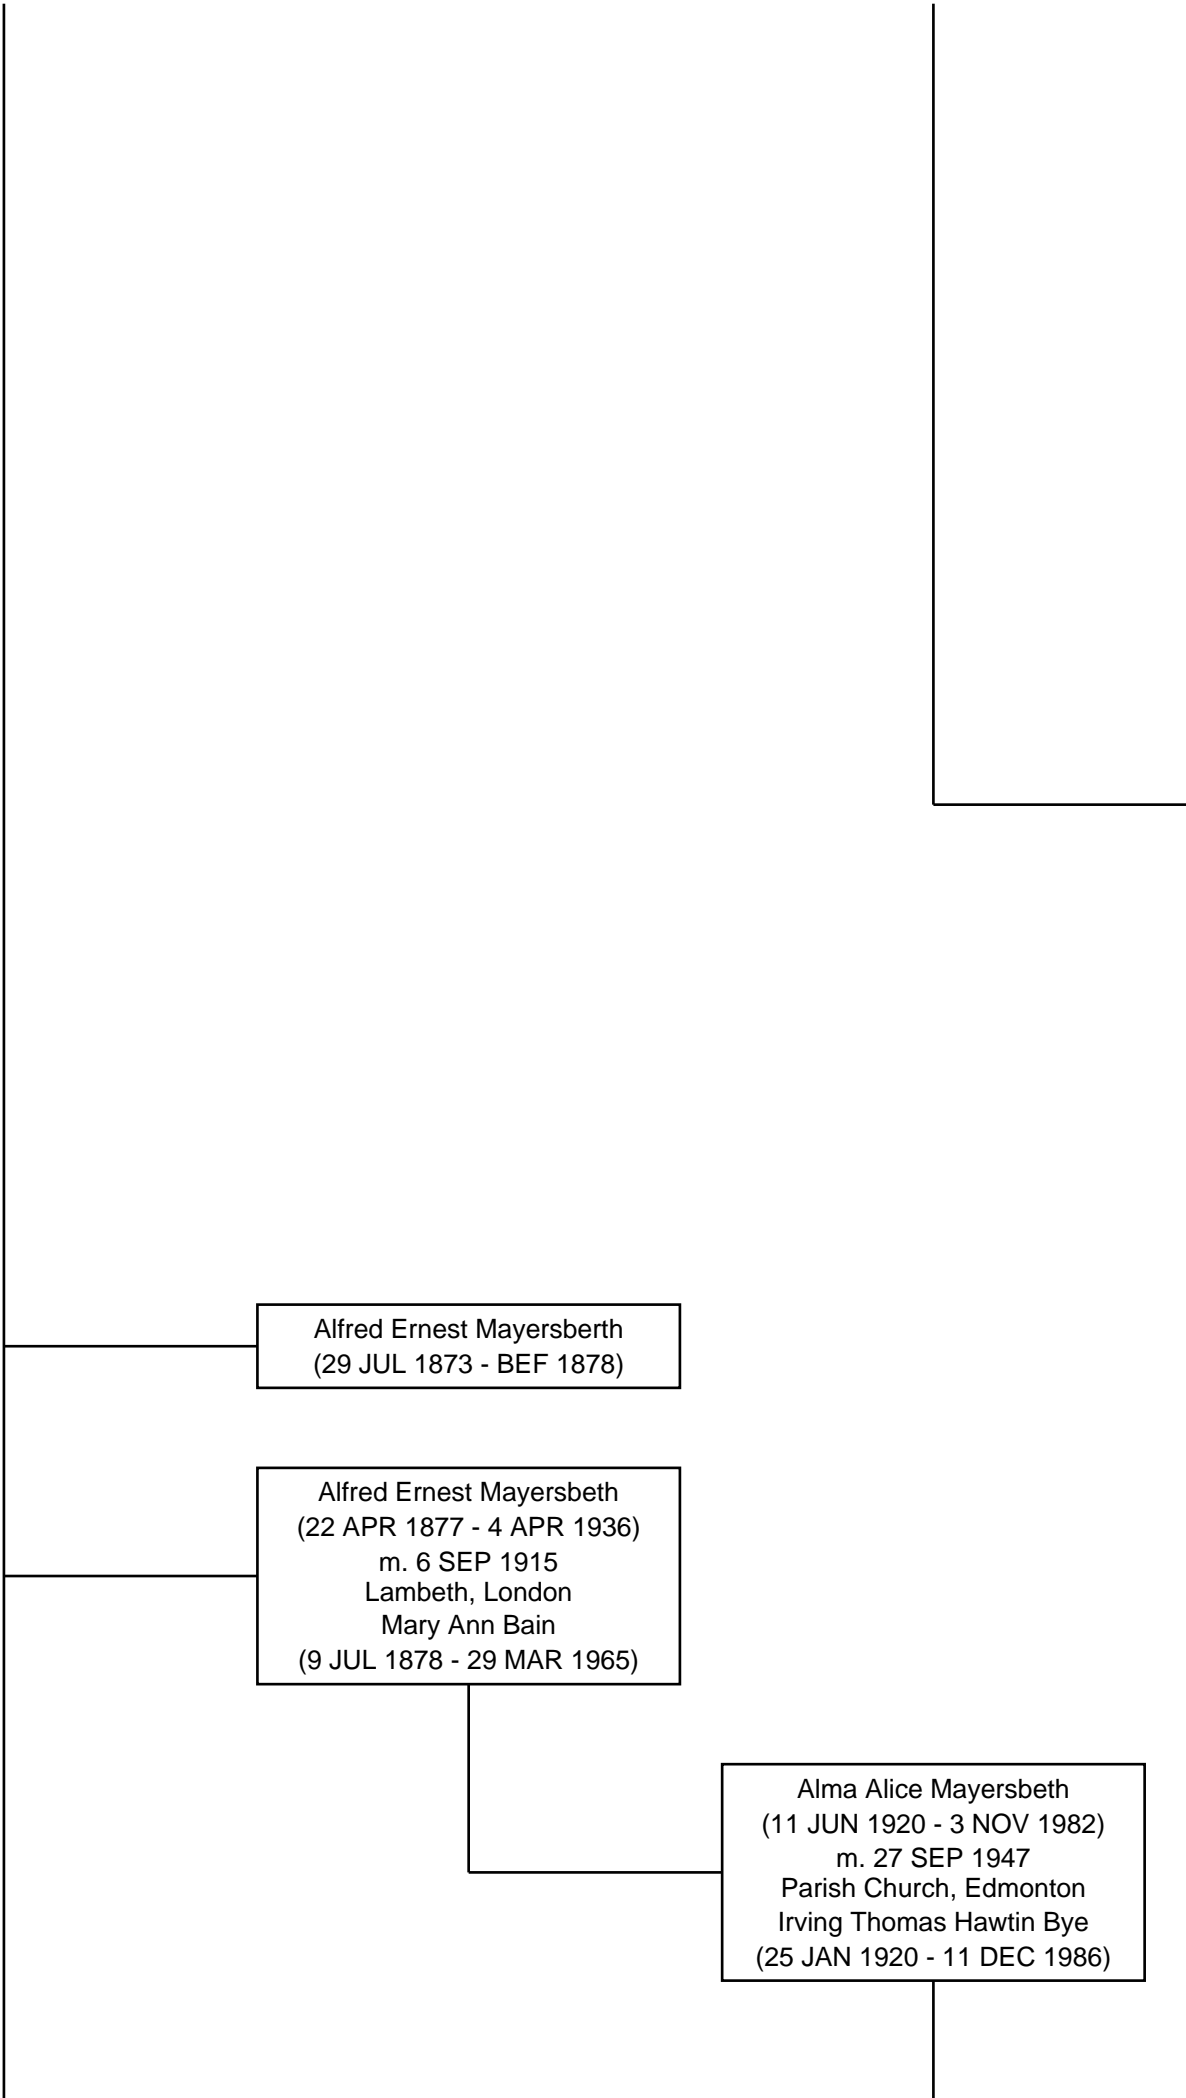 Alfred Ernest Mayersberth
(29 JUL 1873 - BEF 1878)
Alfred Ernest Mayersbeth
(22 APR 1877 - 4 APR 1936)
m. 6 SEP 1915
Lambeth, London
Mary Ann Bain
(9 JUL 1878 - 29 MAR 1965)
Alma Alice Mayersbeth
(11 JUN 1920 - 3 NOV 1982)
m. 27 SEP 1947
Parish Church, Edmonton
Irving Thomas Hawtin Bye
(25 JAN 1920 - 11 DEC 1986)